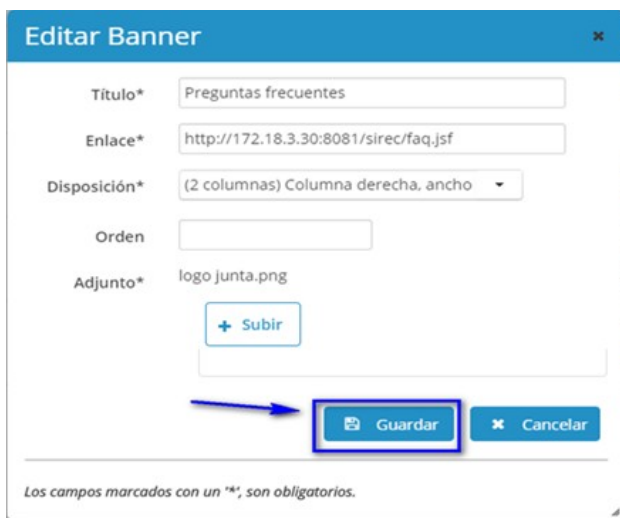 Editar Banner
Título* Preguntas frecuentes
Enlace* http://172.18.3.30:8081/sirec/faq.jsf
Disposición* (2 columnas) Columna derecha, ancho
Orden
Adjunto* logo junta.png
+ Subir
Guardar Cancelar
Los campos marcados con un '*', son obligatorios.